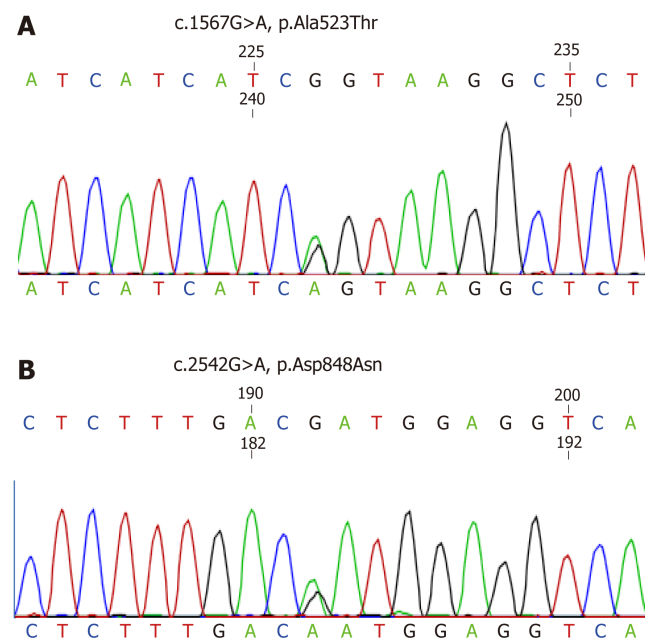 A
c.1567G>A, p.Ala523Thr
225 235
A T C A T C A T C G G T A A G G C T C T
240 250
A T C A T C A T C A G T A A G G C T C T
B
c.2542G>A, p.Asp848Asn
190 200
C T C T T T G A C G A T G G A G G T C A
182 192
C T C T T T G A C A A T G G A G G T C A